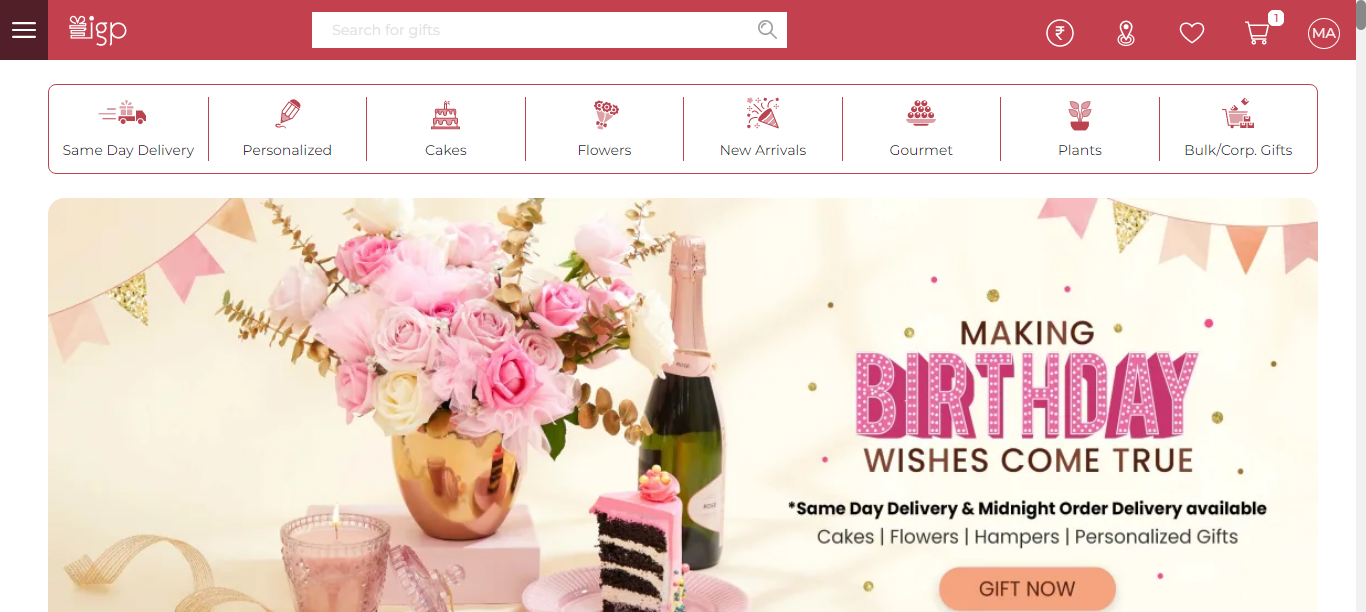 igp
Search for gifts
₹
1
MA
Same Day Delivery
Personalized
Cakes
Flowers
New Arrivals
Gourmet
Plants
Bulk/Corp. Gifts
MAKING
BIRTHDAY
WISHES COME TRUE
*Same Day Delivery & Midnight Order Delivery available
Cakes | Flowers | Hampers | Personalized Gifts
GIFT NOW